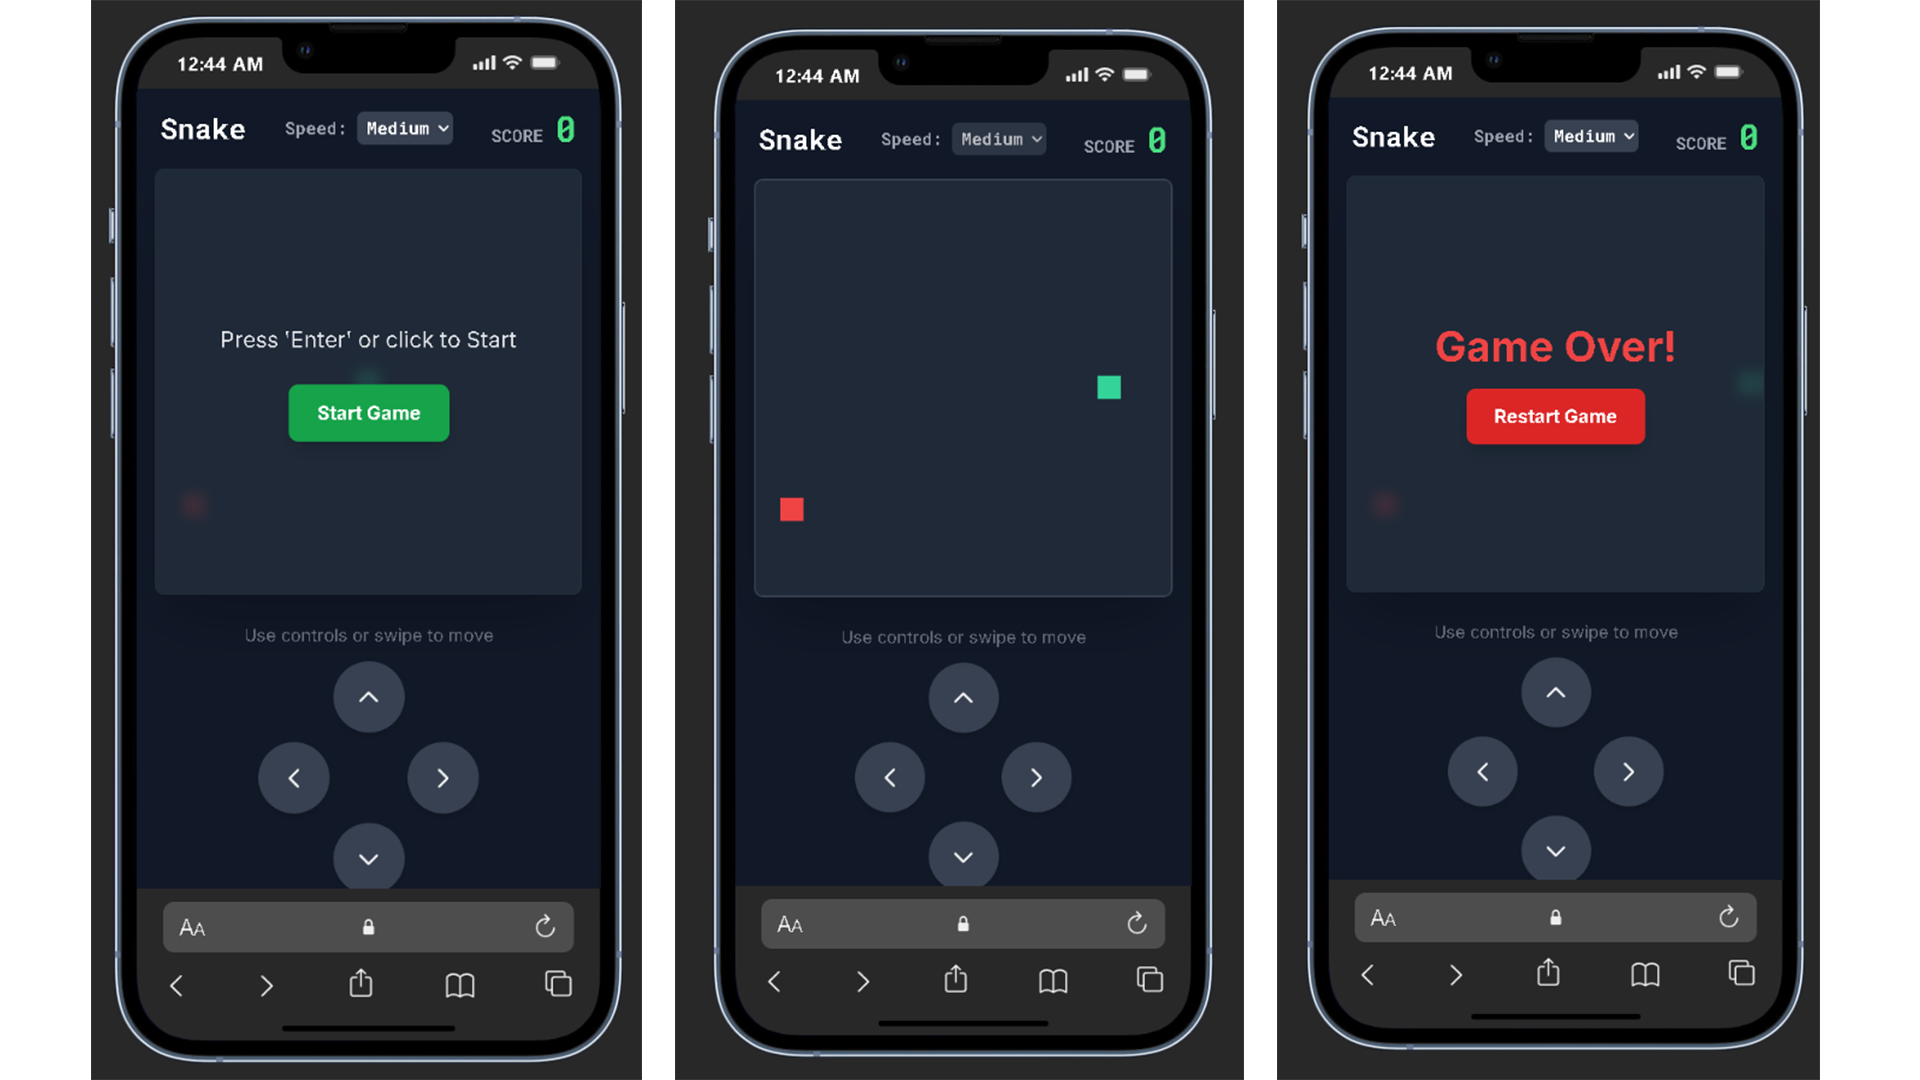 12:44 AM
Snake Speed: Medium SCORE 0
Press 'Enter' or click to Start
Start Game
Use controls or swipe to move
AA
12:44 AM
Snake Speed: Medium SCORE 0
Use controls or swipe to move
AA
12:44 AM
Snake Speed: Medium SCORE 0
Game Over!
Restart Game
Use controls or swipe to move
AA